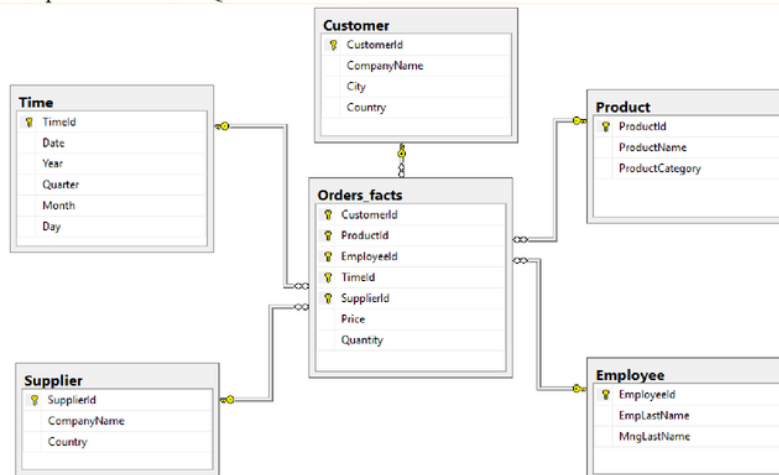 Customer
CustomerId
CompanyName
City
Country
Time
TimeId
Date
Year
Quarter
Month
Day
Product
ProductId
ProductName
ProductCategory
Orders_facts
CustomerId
ProductId
EmployeeId
TimeId
SupplierId
Price
Quantity
Supplier
SupplierId
CompanyName
Country
Employee
EmployeeId
EmpLastName
MngLastName